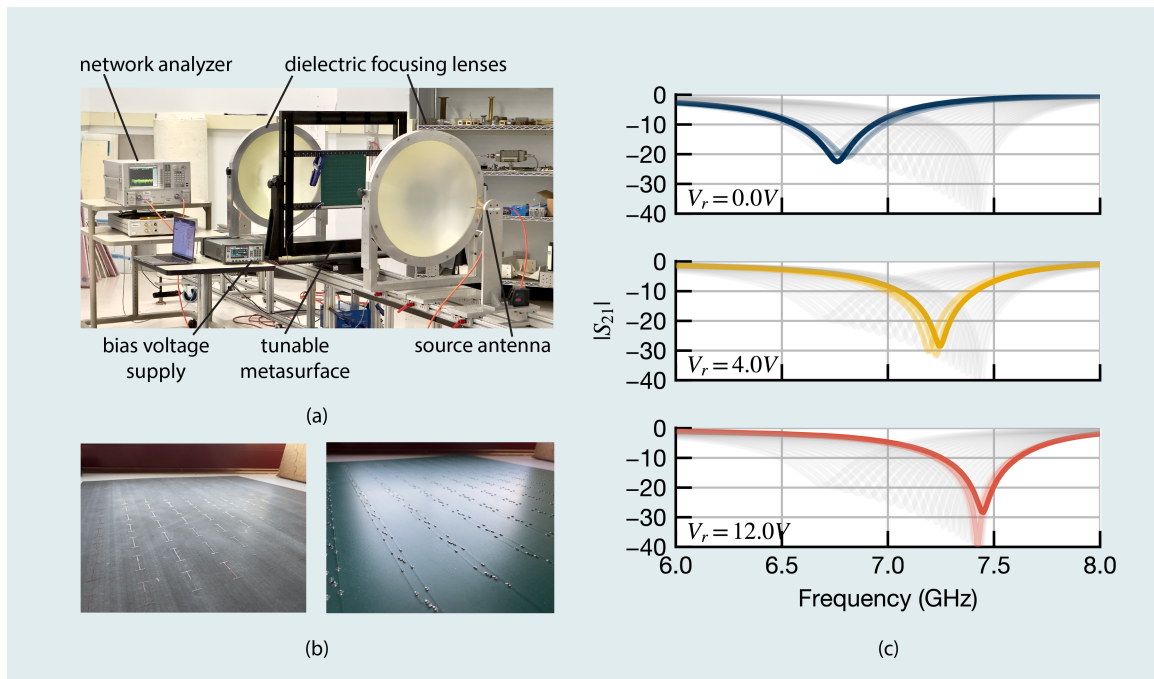 network analyzer
dielectric focusing lenses
bias voltage
supply
tunable
metasurface
source antenna
(a)
(b)
0
−10
−20
−30
−40
V_r = 0.0V
0
−10
−20
−30
−40
V_r = 4.0V
|S_21|
0
−10
−20
−30
−40
V_r = 12.0V
6.0 6.5 7.0 7.5 8.0
Frequency (GHz)
(c)